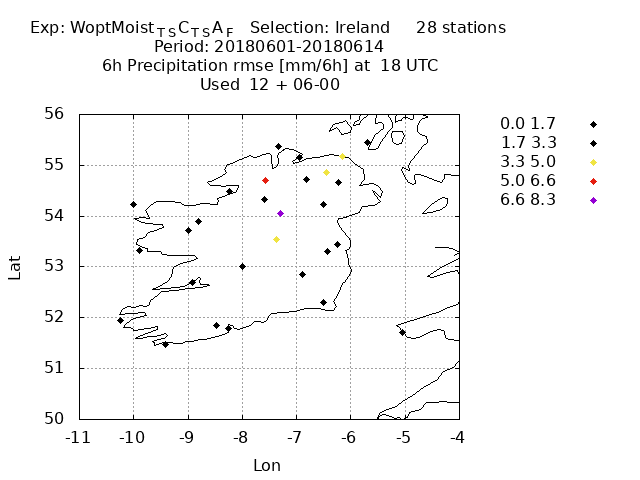 Exp: WoptMoist_TS C_TS A_F Selection: Ireland 28 stations
Period: 20180601-20180614
6h Precipitation rmse [mm/6h] at 18 UTC
Used 12 + 06-00
56
55
54
53
52
51
50
-11 -10 -9 -8 -7 -6 -5 -4
Lat
Lon
0.0 1.7
1.7 3.3
3.3 5.0
5.0 6.6
6.6 8.3